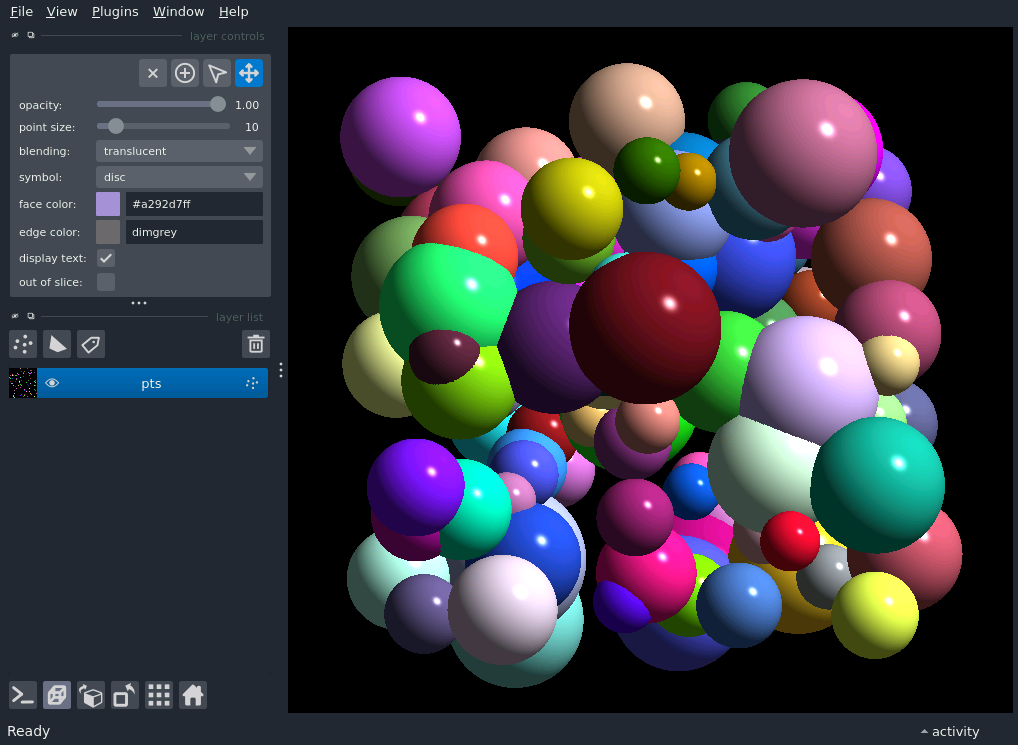 File View Plugins Window Help
layer controls
opacity: 1.00
point size: 10
blending: translucent
symbol: disc
face color: #a292d7ff
edge color: dimgrey
display text:
out of slice:
layer list
pts
Ready
activity